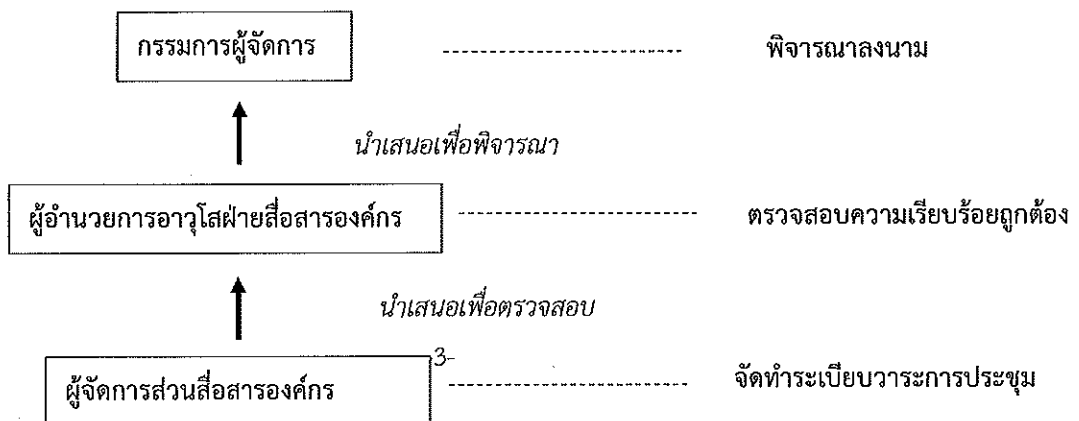 กรรมการผู้จัดการ ---------------------- พิจารณาลงนาม
นำเสนอเพื่อพิจารณา
ผู้อำนวยการอาวุโสฝ่ายสื่อสารองค์กร ---------------------- ตรวจสอบความเรียบร้อยถูกต้อง
นำเสนอเพื่อตรวจสอบ
3-
ผู้จัดการส่วนสื่อสารองค์กร ---------------------- จัดทำระเบียบวาระการประชุม